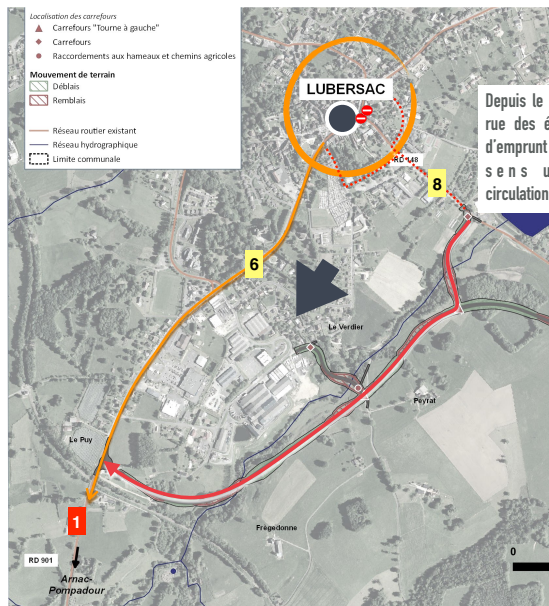 Localisation des carrefours
Carrefours "Tourne à gauche"
Carrefours
Raccordements aux hameaux et chemins agricoles
Mouvement de terrain
Déblais
Remblais
Réseau routier existant
Réseau hydrographique
Limite communale
LUBERSAC
Depuis le
rue des é
d'emprunt
sens u
circulation
8
6
Le Verdier
Peyrat
Le Puy
1
Frégedonne
RD 901
Arnac-
Pompadour
0